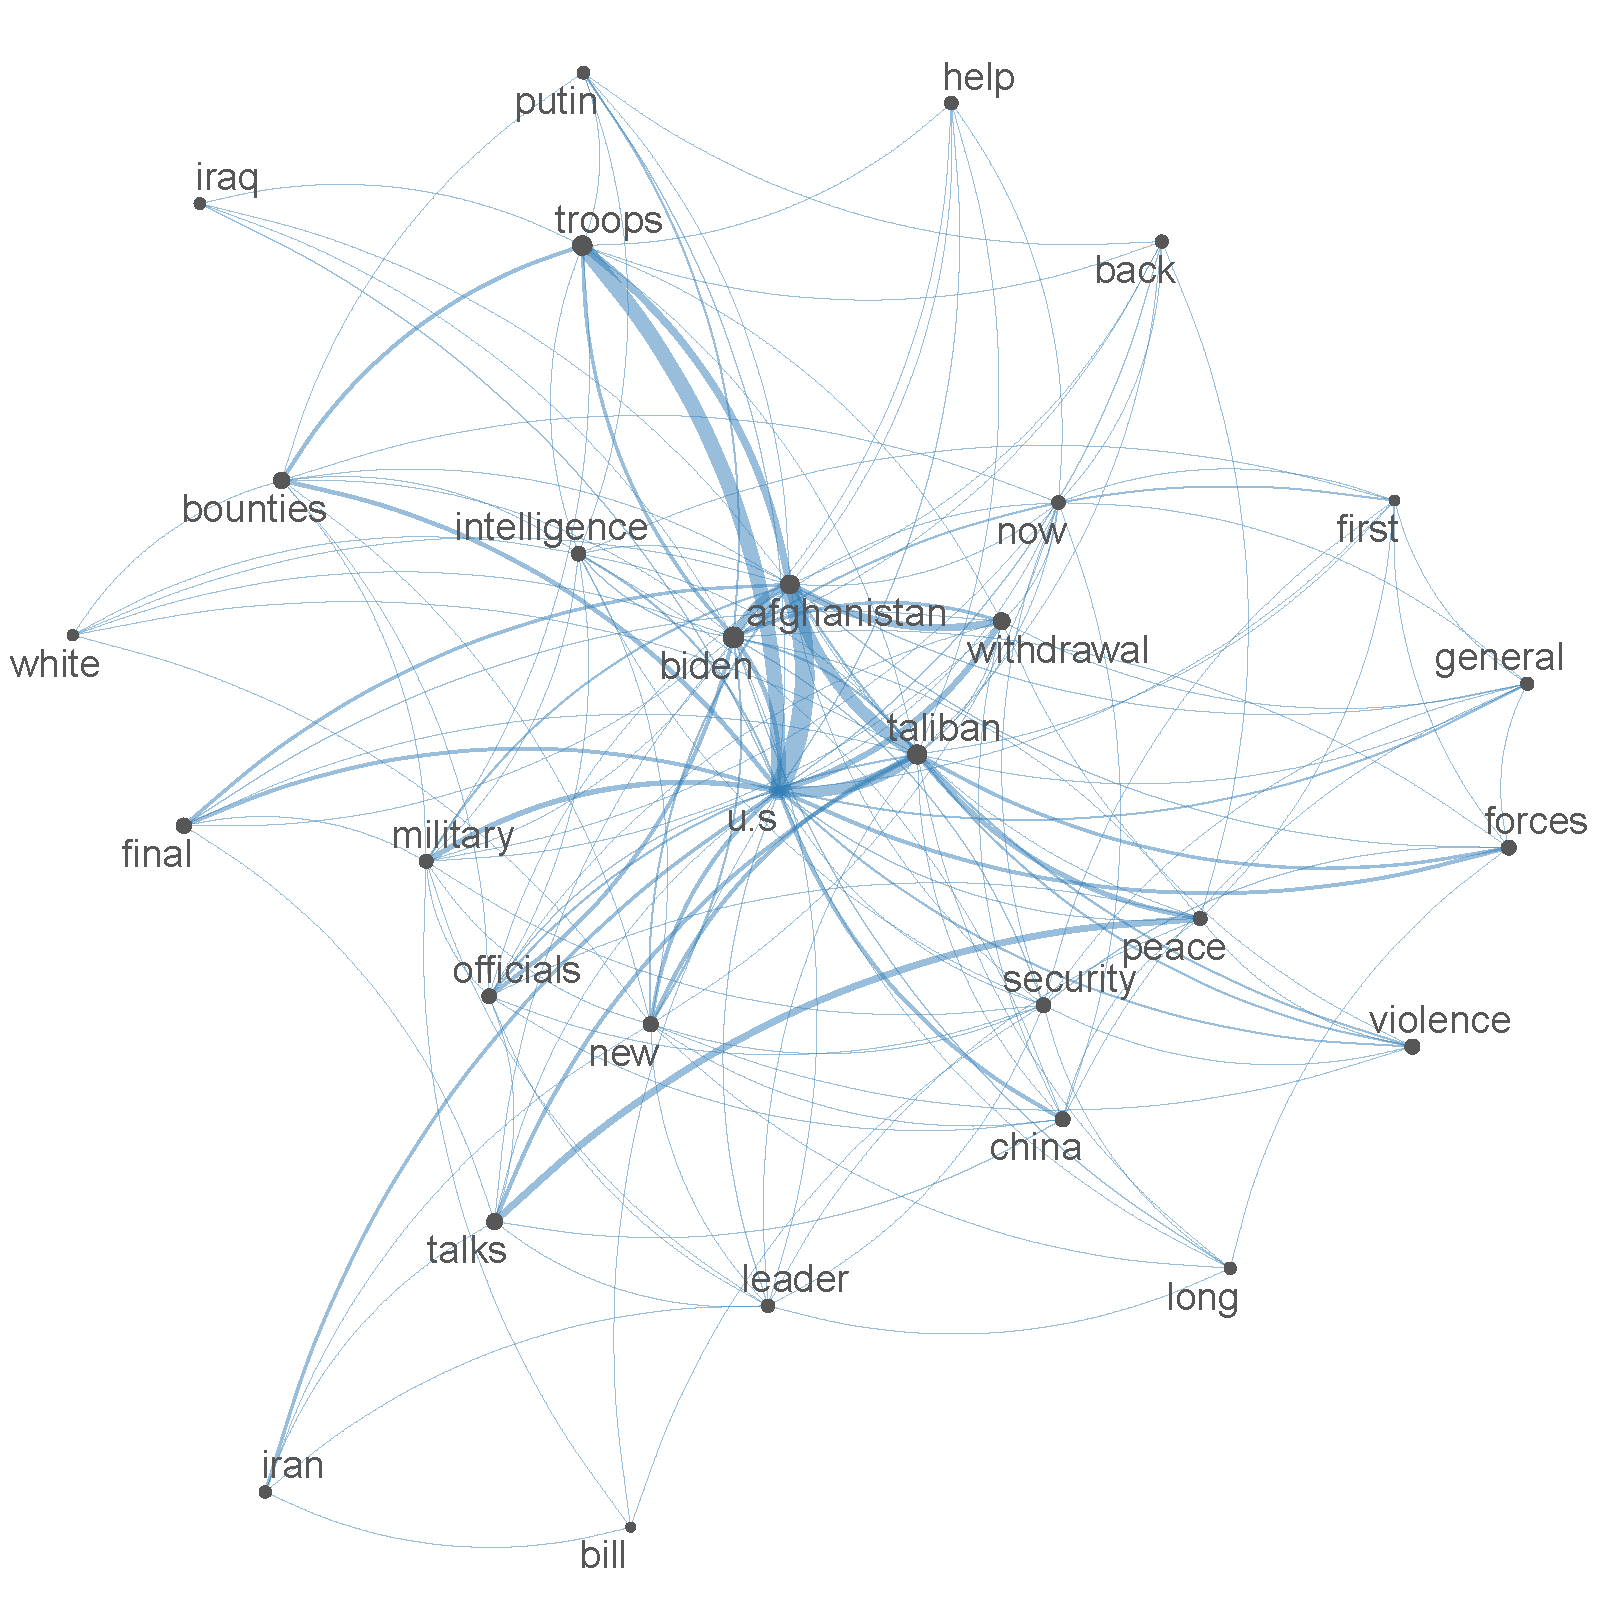 help
putin
iraq
troops
back
bounties
intelligence
now
first
afghanistan
withdrawal
biden
white
general
taliban
u.s
forces
military
final
peace
officials
security
violence
new
china
talks
leader
long
iran
bill